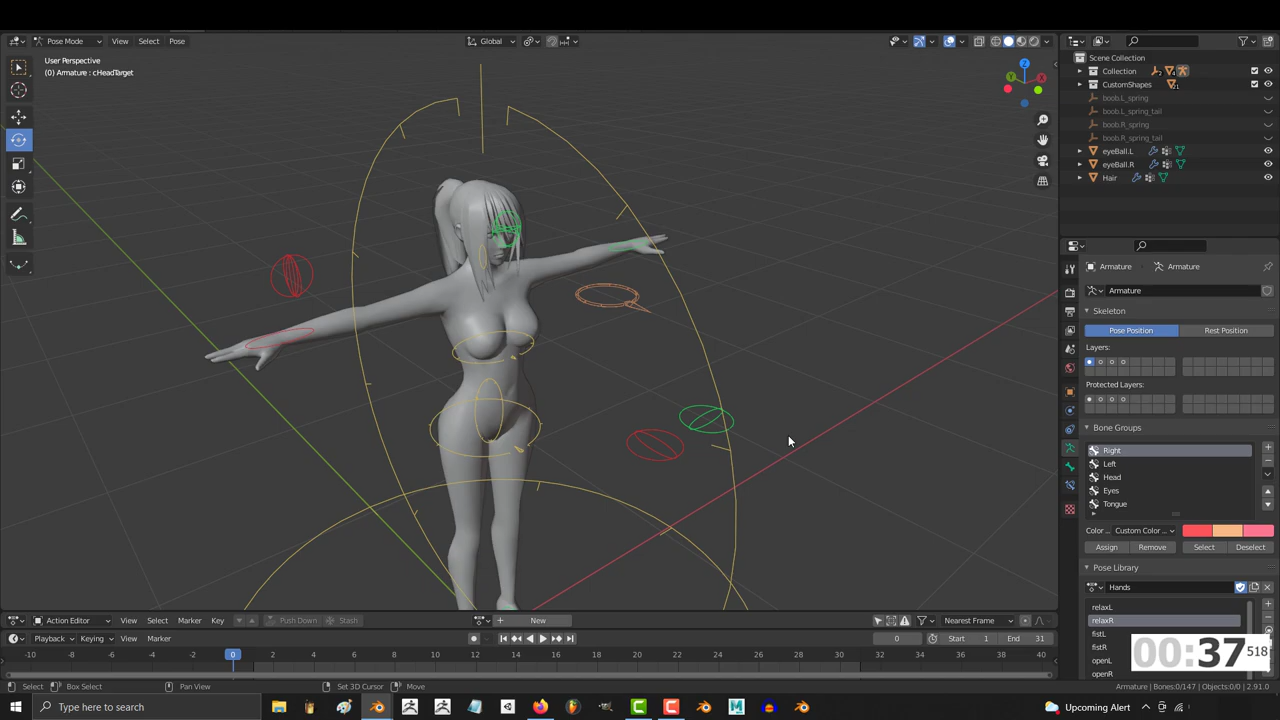 Pose Mode View Select Pose Global
User Perspective
(0) Armature : cHeadTarget
Z
Y
X
Scene Collection
Collection
CustomShapes
21
boob.L_spring
boob.L_spring_tail
boob.R_spring
boob.R_spring_tail
eyeBall.L
eyeBall.R
Hair
Armature Armature
Armature
Skeleton
Pose Position Rest Position
Layers:
Protected Layers:
Bone Groups
Right
Left
Head
Eyes
Tongue
Color ... Custom Color ...
Assign Remove Select Deselect
Pose Library
Hands
relaxL
relaxR
fistL
fistR
openL
openR
00:37 518
Action Editor View Select Marker Key Push Down Stash New Nearest Frame
Playback Keying View Marker 0 Start 1 End 31
-10 -8 -6 -4 -2 0 2 4 6 8 10 12 14 16 18 20 22 24 26 28 30 32 34 36 38 40
Select Box Select Pan View Set 3D Cursor Move Armature | Bones:0/147 | Objects:0/0 | 2.91.0
Type here to search Upcoming Alert